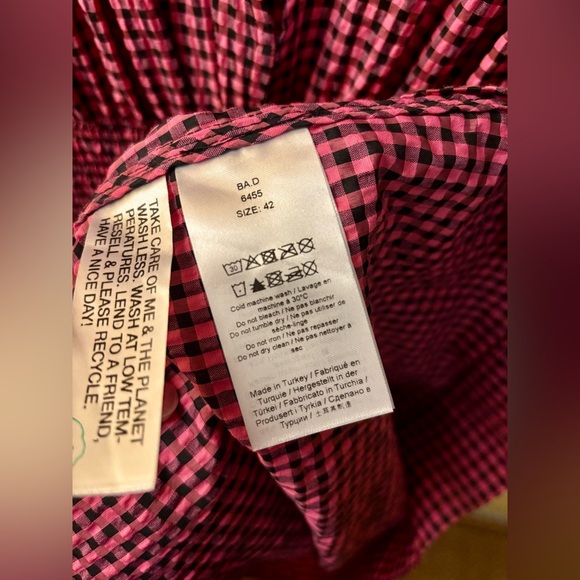 TAKE CARE OF ME & THE PLANET
WASH LESS. WASH AT LOW TEM-
PERATURES. LEND TO A FRIEND,
RESELL & PLEASE RECYCLE.
HAVE A NICE DAY!
BA.D
6455
SIZE: 42
30
Cold machine wash / Lavage en
machine à 30°C
Do not bleach / Ne pas blanchir
Do not tumble dry / Ne pas utiliser de
sèche-linge
Do not iron / Ne pas repasser
Do not dry clean / Ne pas nettoyer à
sec
Made in Turkey / Fabriqué en
Turquie / Hergestellt in der
Türkei / Fabbricato in Turchia /
Produsert i Tyrkia / Сделано в
Турции / 土耳其制造